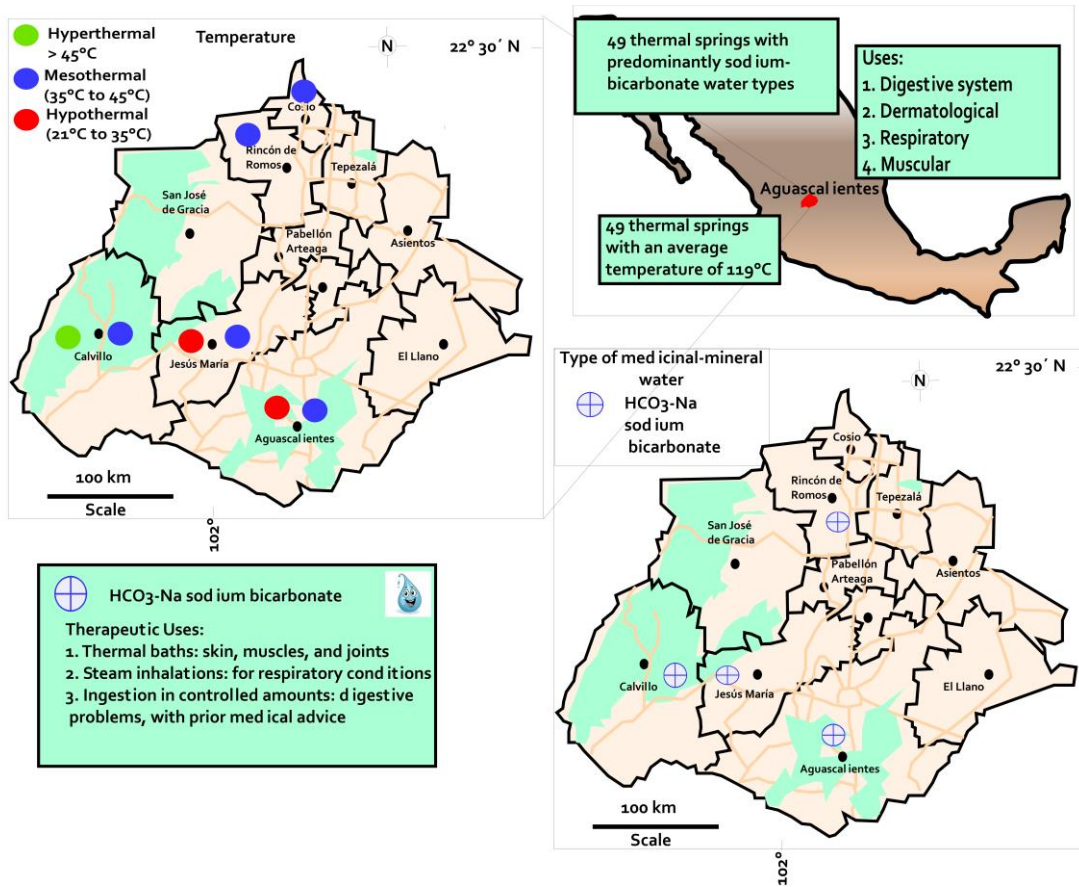 Hyperthermal
> 45°C
Mesothermal
(35°C to 45°C)
Hypothermal
(21°C to 35°C)
Temperature
N
22° 30´ N
Cosio
Rincón de
Romos
Tepezalá
San José
de Gracia
Pabellón
Arteaga
Asientos
Calvillo
Jesús María
El Llano
Aguascal ientes
100 km
Scale
102°
49 thermal springs with
predominantly sod ium-
bicarbonate water types
Uses:
1. Digestive system
2. Dermatological
3. Respiratory
4. Muscular
Aguascal ientes
49 thermal springs
with an average
temperature of 119°C
Type of med icinal-mineral
water
HCO3-Na
sod ium
bicarbonate
N
22° 30´ N
Cosio
Rincón de
Romos
Tepezalá
San José
de Gracia
Pabellón
Arteaga
Asientos
Calvillo
Jesús María
El Llano
Aguascal ientes
100 km
Scale
102°
HCO3-Na sod ium bicarbonate
Therapeutic Uses:
1. Thermal baths: skin, muscles, and joints
2. Steam inhalations: for respiratory cond itions
3. Ingestion in controlled amounts: d igestive
problems, with prior med ical advice